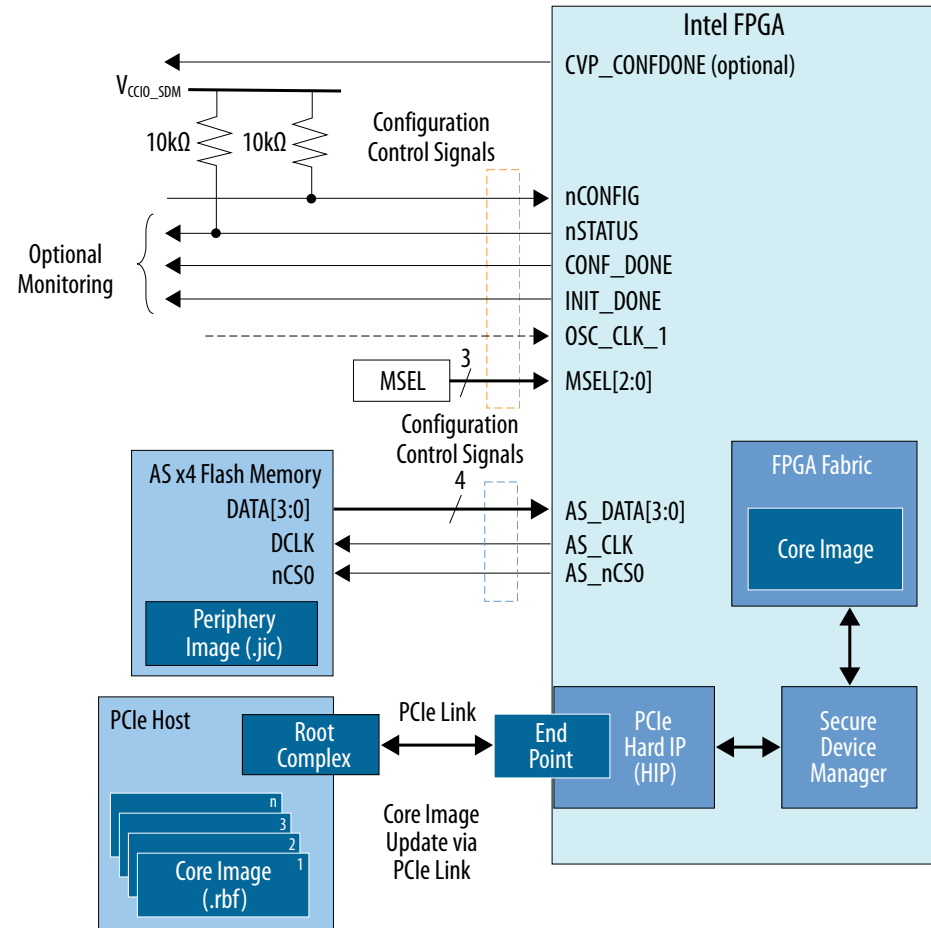 Intel FPGA
CVP_CONFDONE (optional)
VCCIO_SDM
10kΩ
10kΩ
Configuration
Control Signals
nCONFIG
nSTATUS
CONF_DONE
INIT_DONE
OSC_CLK_1
MSEL[2:0]
Optional
Monitoring
MSEL
3
Configuration
Control Signals
4
AS x4 Flash Memory
DATA[3:0]
DCLK
nCS0
Periphery
Image (.jic)
AS_DATA[3:0]
AS_CLK
AS_nCS0
FPGA Fabric
Core Image
PCIe Host
Root
Complex
PCIe Link
End
Point
PCIe
Hard IP
(HIP)
Secure
Device
Manager
n
3
2
1
Core Image
(.rbf)
Core Image
Update via
PCIe Link